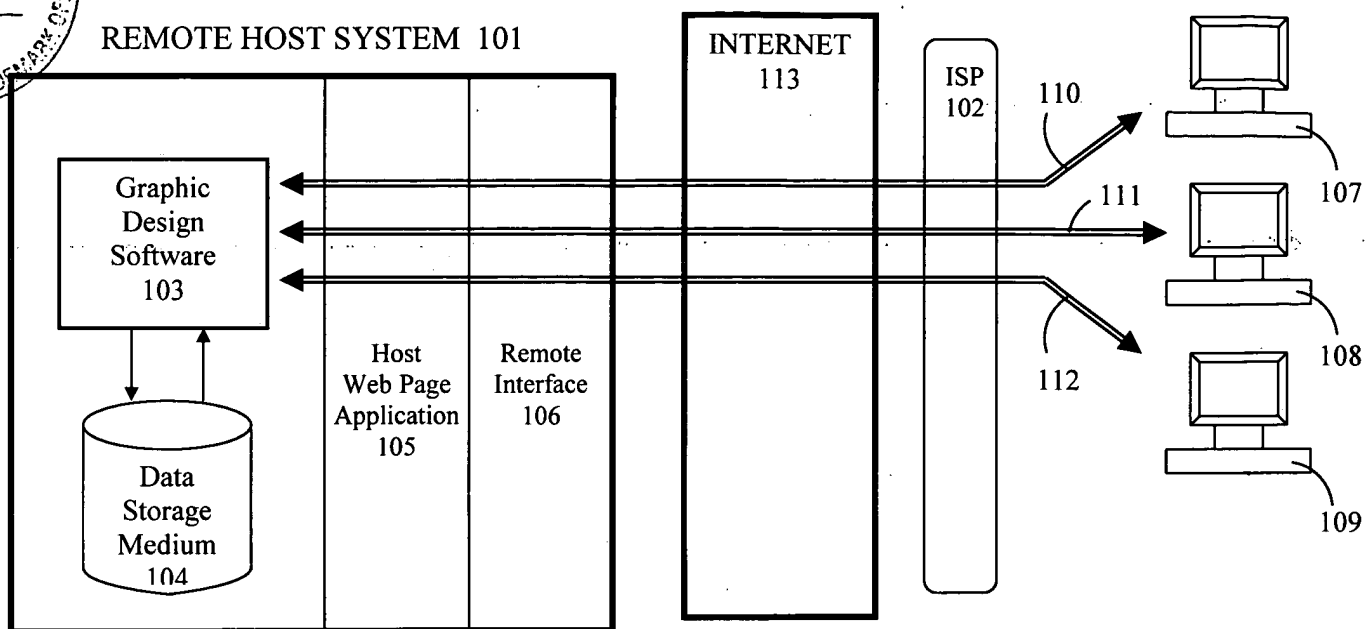 REMOTE HOST SYSTEM 101
INTERNET
113
ISP
102
110
107
Graphic
Design
Software
103
111
108
Host
Web Page
Application
105
Remote
Interface
106
112
Data
Storage
Medium
104
109